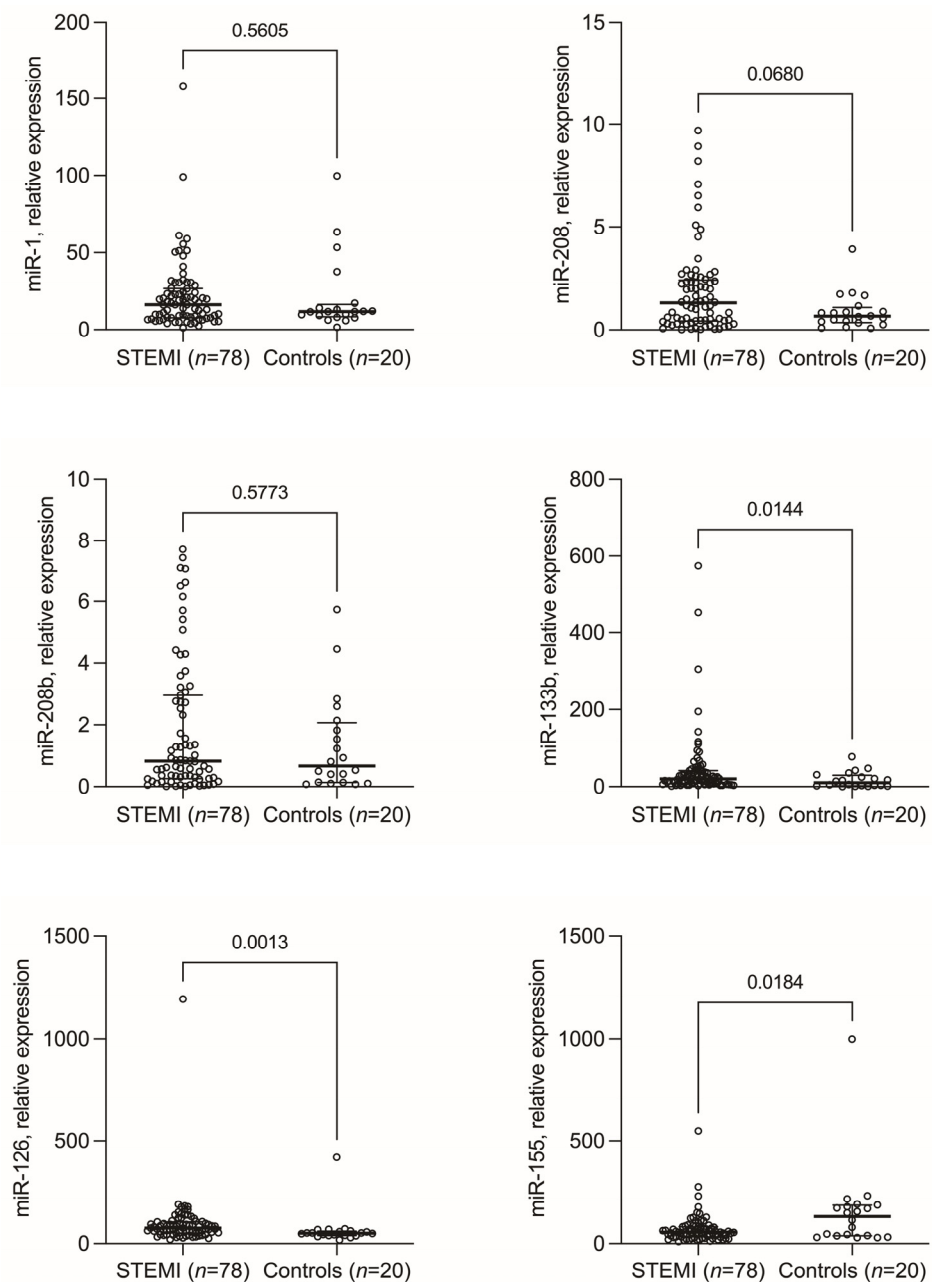 miR-1, relative expression
200
150
100
50
0
0.5605
STEMI (n=78) Controls (n=20)
miR-208, relative expression
15
10
5
0
0.0680
STEMI (n=78) Controls (n=20)
miR-208b, relative expression
10
8
6
4
2
0
0.5773
STEMI (n=78) Controls (n=20)
miR-133b, relative expression
800
600
400
200
0
0.0144
STEMI (n=78) Controls (n=20)
miR-126, relative expression
1500
1000
500
0
0.0013
STEMI (n=78) Controls (n=20)
miR-155, relative expression
1500
1000
500
0
0.0184
STEMI (n=78) Controls (n=20)